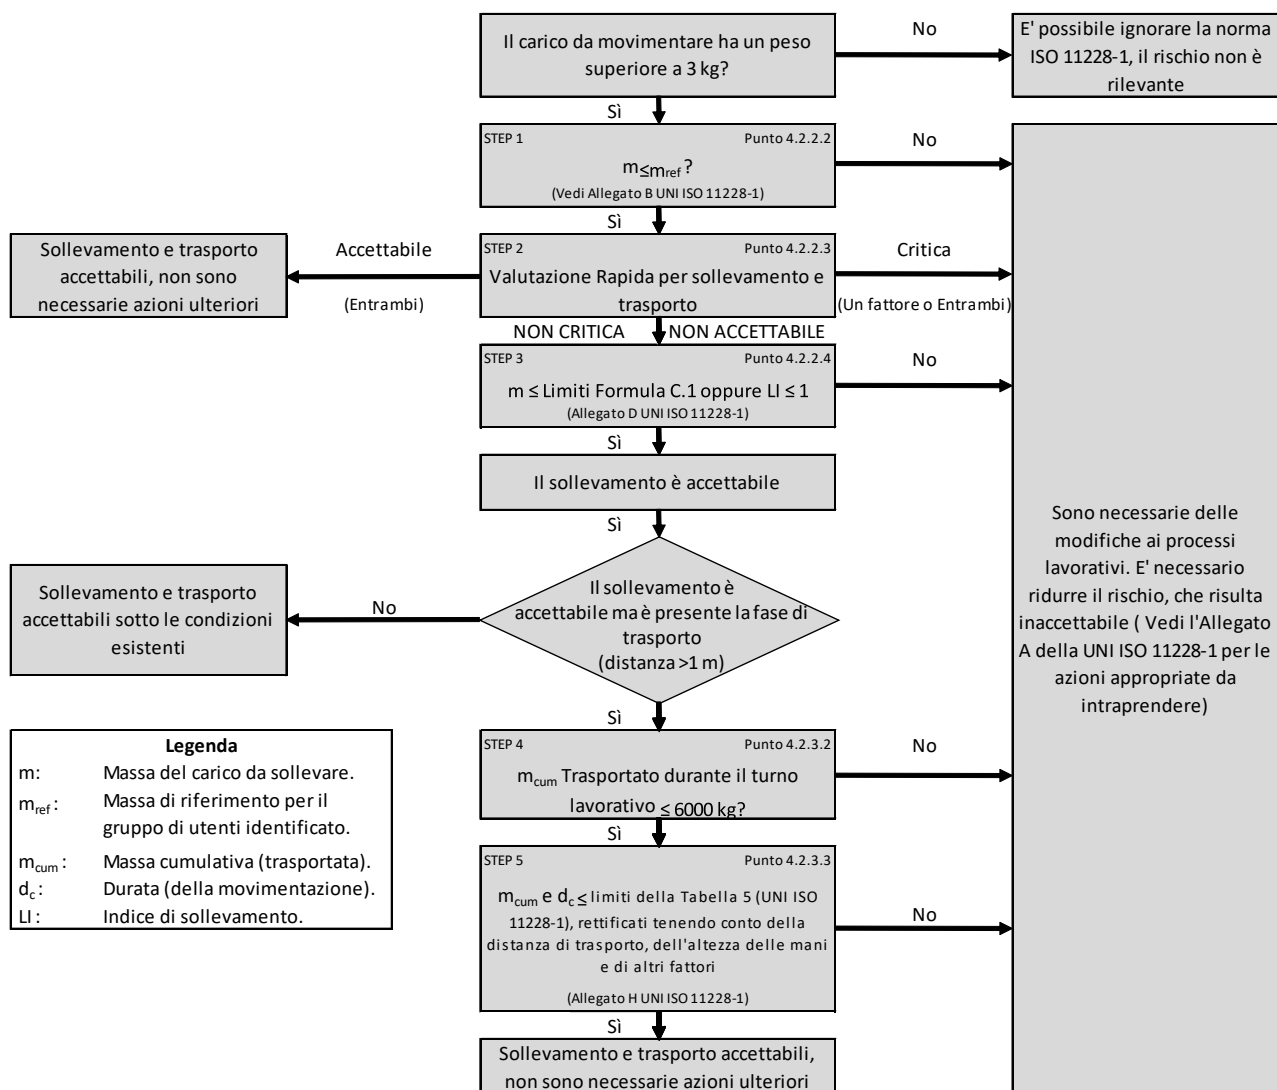 Il carico da movimentare ha un peso
superiore a 3 kg?
No
E' possibile ignorare la norma
ISO 11228-1, il rischio non è
rilevante
Sì
STEP 1 Punto 4.2.2.2
m≤mref ?
(Vedi Allegato B UNI ISO 11228-1)
No
Sì
Sollevamento e trasporto
accettabili, non sono
necessarie azioni ulteriori
Accettabile
(Entrambi)
STEP 2 Punto 4.2.2.3
Valutazione Rapida per sollevamento e
trasporto
Critica
(Un fattore o Entrambi)
NON CRITICA NON ACCETTABILE
STEP 3 Punto 4.2.2.4
m ≤ Limiti Formula C.1 oppure LI ≤ 1
(Allegato D UNI ISO 11228-1)
No
Sì
Il sollevamento è accettabile
Sì
Il sollevamento è
accettabile ma è presente la fase di
trasporto
(distanza >1 m)
No
Sollevamento e trasporto
accettabili sotto le condizioni
esistenti
Sono necessarie delle
modifiche ai processi
lavorativi. E' necessario
ridurre il rischio, che risulta
inaccettabile ( Vedi l'Allegato
A della UNI ISO 11228-1 per le
azioni appropriate da
intraprendere)
Sì
STEP 4 Punto 4.2.3.2
mcum Trasportato durante il turno
lavorativo ≤ 6000 kg?
No
Sì
STEP 5 Punto 4.2.3.3
mcum e dc ≤ limiti della Tabella 5 (UNI ISO
11228-1), rettificati tenendo conto della
distanza di trasporto, dell'altezza delle mani
e di altri fattori
(Allegato H UNI ISO 11228-1)
No
Sì
Sollevamento e trasporto accettabili,
non sono necessarie azioni ulteriori
Legenda
m: Massa del carico da sollevare.
mref : Massa di riferimento per il
gruppo di utenti identificato.
mcum : Massa cumulativa (trasportata).
dc : Durata (della movimentazione).
LI : Indice di sollevamento.